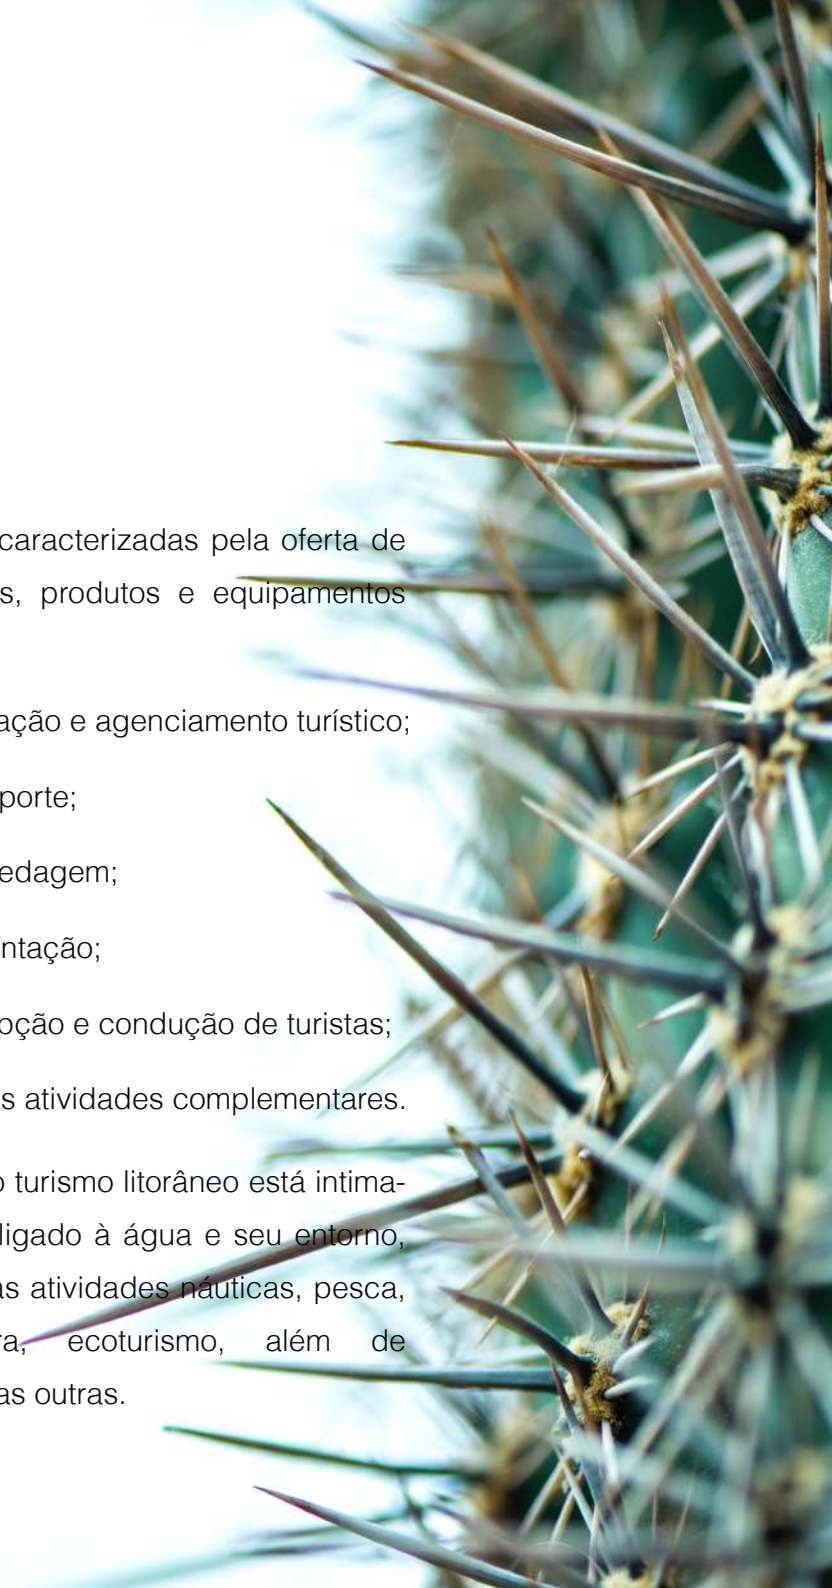 caracterizadas pela oferta de
s, produtos e equipamentos
ação e agenciamento turístico;
porte;
edagem;
ntação;
pção e condução de turistas;
s atividades complementares.
o turismo litorâneo está intima-
ligado à água e seu entorno,
as atividades náuticas, pesca,
ra, ecoturismo, além de
as outras.